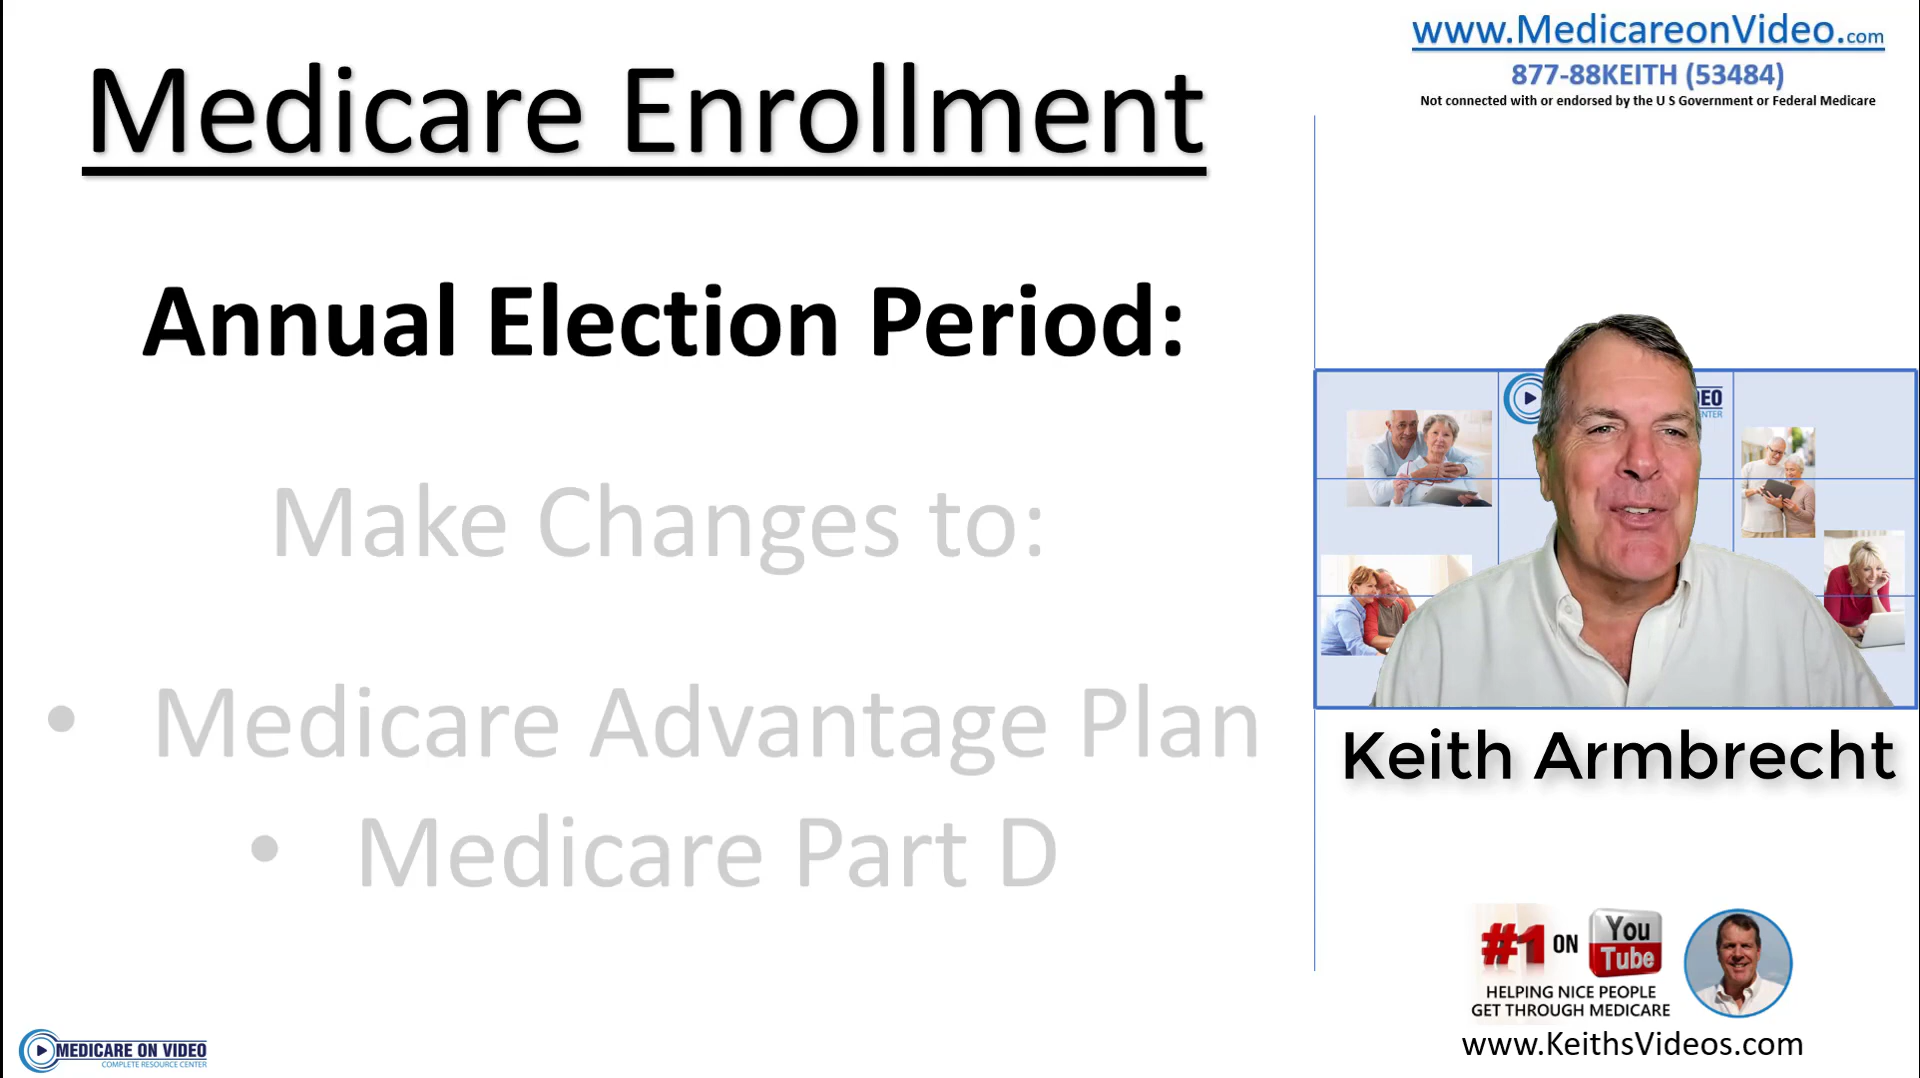 Medicare Enrollment
Annual Election Period:
Make Changes to:
• Medicare Advantage Plan
• Medicare Part D
MEDICARE ON VIDEO
COMPLETE RESOURCE CENTER
www.MedicareonVideo.com
877-88KEITH (53484)
Not connected with or endorsed by the U S Government or Federal Medicare
Keith Armbrecht
#1 ON You Tube
HELPING NICE PEOPLE
GET THROUGH MEDICARE
www.KeithsVideos.com